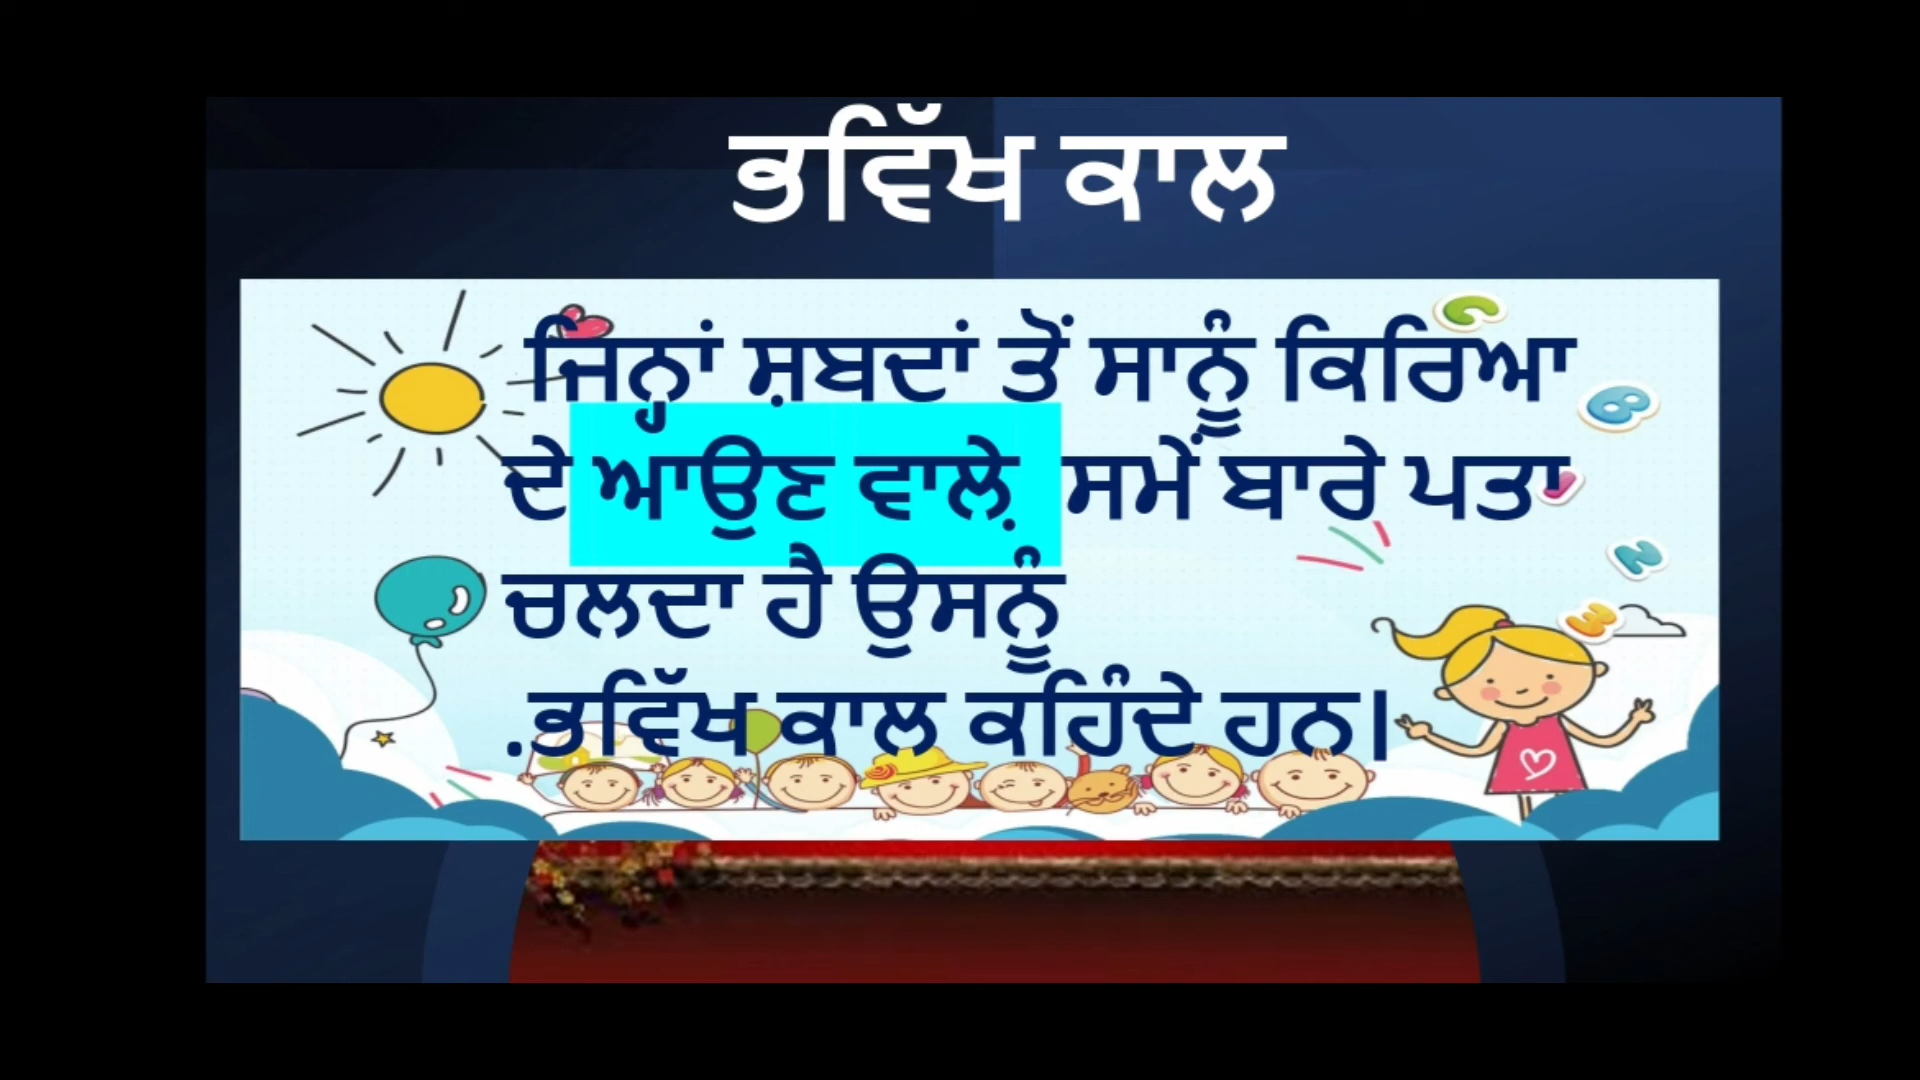 ਭਵਿੱਖ ਕਾਲ
ਜਿਨ੍ਹਾਂ ਸ਼ਬਦਾਂ ਤੋਂ ਸਾਨੂੰ ਕਿਰਿਆ
ਦੇ ਆਉਣ ਵਾਲ਼ੇ ਸਮੇਂ ਬਾਰੇ ਪਤਾ
ਚਲਦਾ ਹੈ ਉਸਨੂੰ
.ਭਵਿੱਖ ਕਾਲ ਕਹਿੰਦੇ ਹਨ।